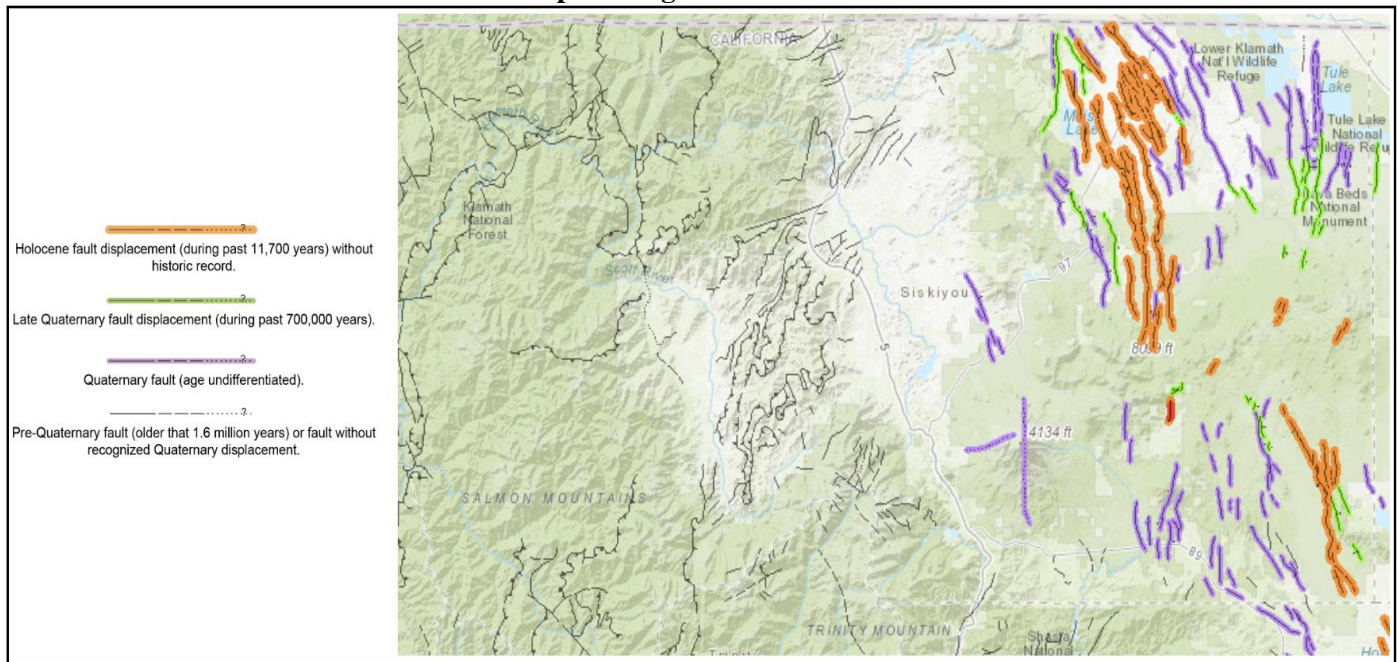 ?
Holocene fault displacement (during past 11,700 years) without
historic record.
?
Late Quaternary fault displacement (during past 700,000 years).
?
Quaternary fault (age undifferentiated).
?
Pre-Quaternary fault (older that 1.6 million years) or fault without
recognized Quaternary displacement.
CALIFORNIA
Lower Klamath
Nat'l Wildlife
Refuge
Tule
Lake
Tule Lake
National
Klamath
National
Forest
Beds
National
Monument
Scott River
97
Siskiyou
5
4134 ft
SALMON MOUNTAINS
89
TRINITY MOUNTAIN
Shasta
National